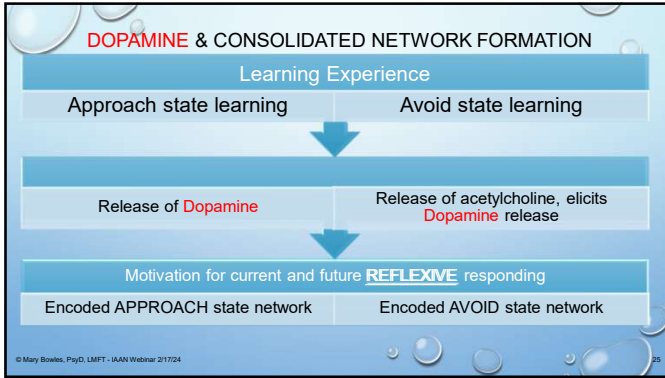 DOPAMINE & CONSOLIDATED NETWORK FORMATION
Learning Experience
Approach state learning
Avoid state learning
Release of Dopamine
Release of acetylcholine, elicits
Dopamine release
Motivation for current and future REFLEXIVE responding
Encoded APPROACH state network
Encoded AVOID state network
© Mary Bowles, PsyD, LMFT - IAAN Webinar 2/17/24
25